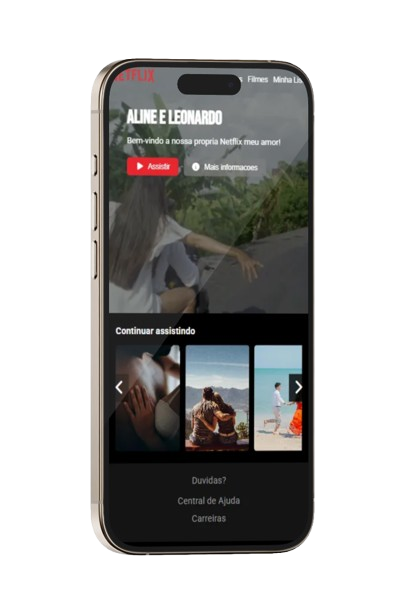 NETFLIX
s Filmes Minha Lis
ALINE E LEONARDO
Bem-vindo a nossa propria Netflix meu amor!
Assistir
Mais informacoes
Continuar assistindo
Duvidas?
Central de Ajuda
Carreiras